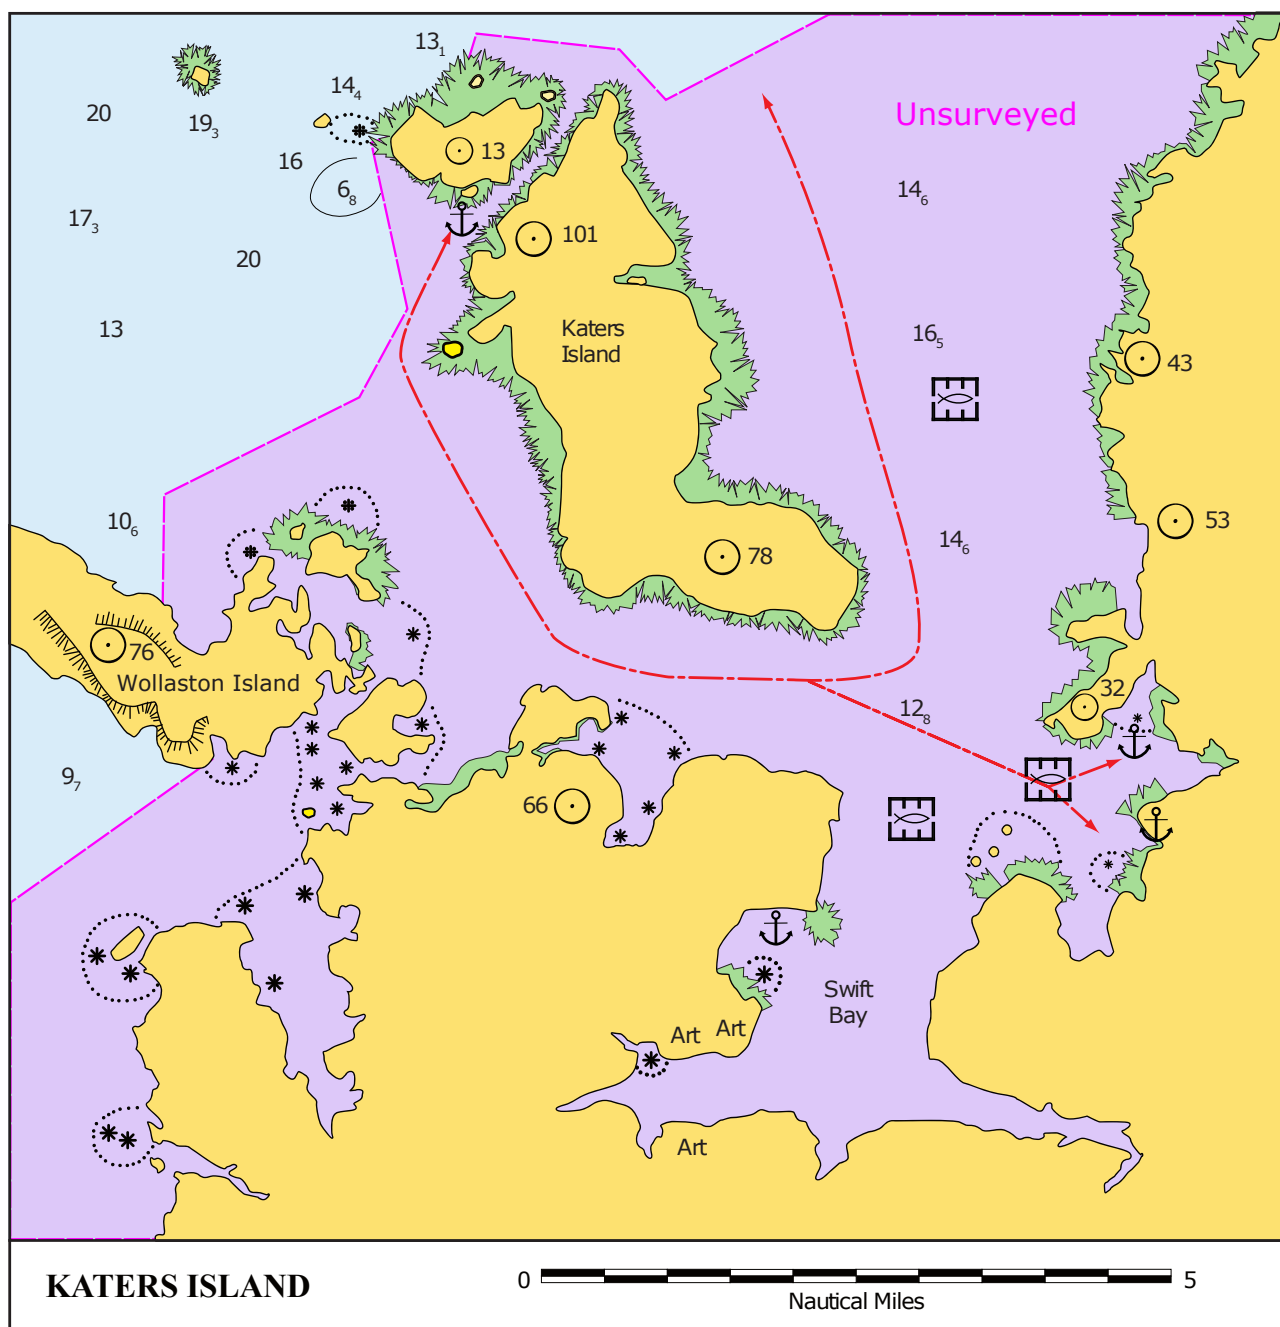 13₁
14₄
20
19₃
Unsurveyed
13
16
6₈
14₆
17₃
101
20
13
Katers
Island
16₅
43
10₆
14₆
53
78
76
Wollaston Island
32
12₈
9₇
66
Swift
Bay
Art
Art
Art
KATERS ISLAND
0
5
Nautical Miles